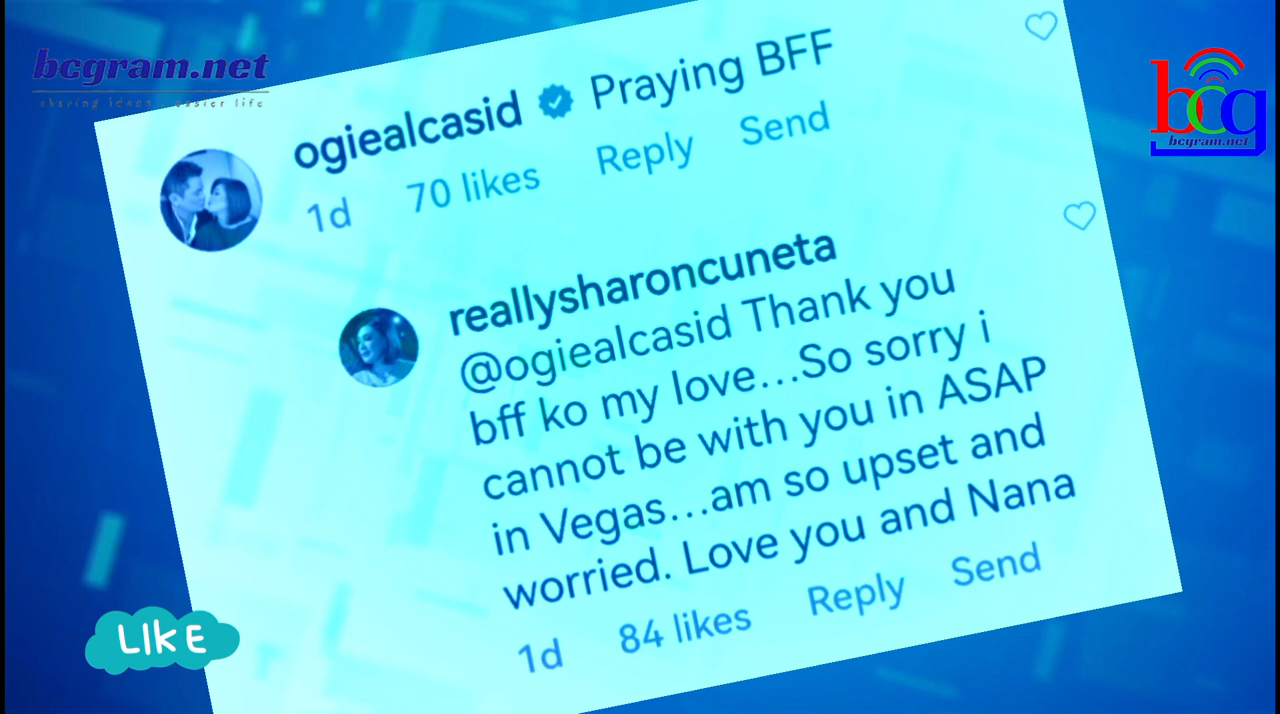 bcgram.net
sharing ideas . easier life
bcg
bcgram.net
ogiealcasid Praying BFF
1d 70 likes Reply Send
reallysharoncuneta
@ogiealcasid Thank you
bff ko my love...So sorry i
cannot be with you in ASAP
in Vegas...am so upset and
worried. Love you and Nana
1d 84 likes Reply Send
LIKE